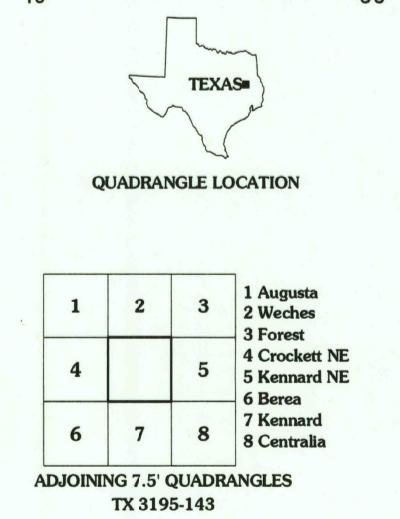 TEXAS
QUADRANGLE LOCATION
1 2 3
4 5
6 7 8
1 Augusta
2 Weches
3 Forest
4 Crockett NE
5 Kennard NE
6 Berea
7 Kennard
8 Centralia
ADJOINING 7.5' QUADRANGLES
TX 3195-143